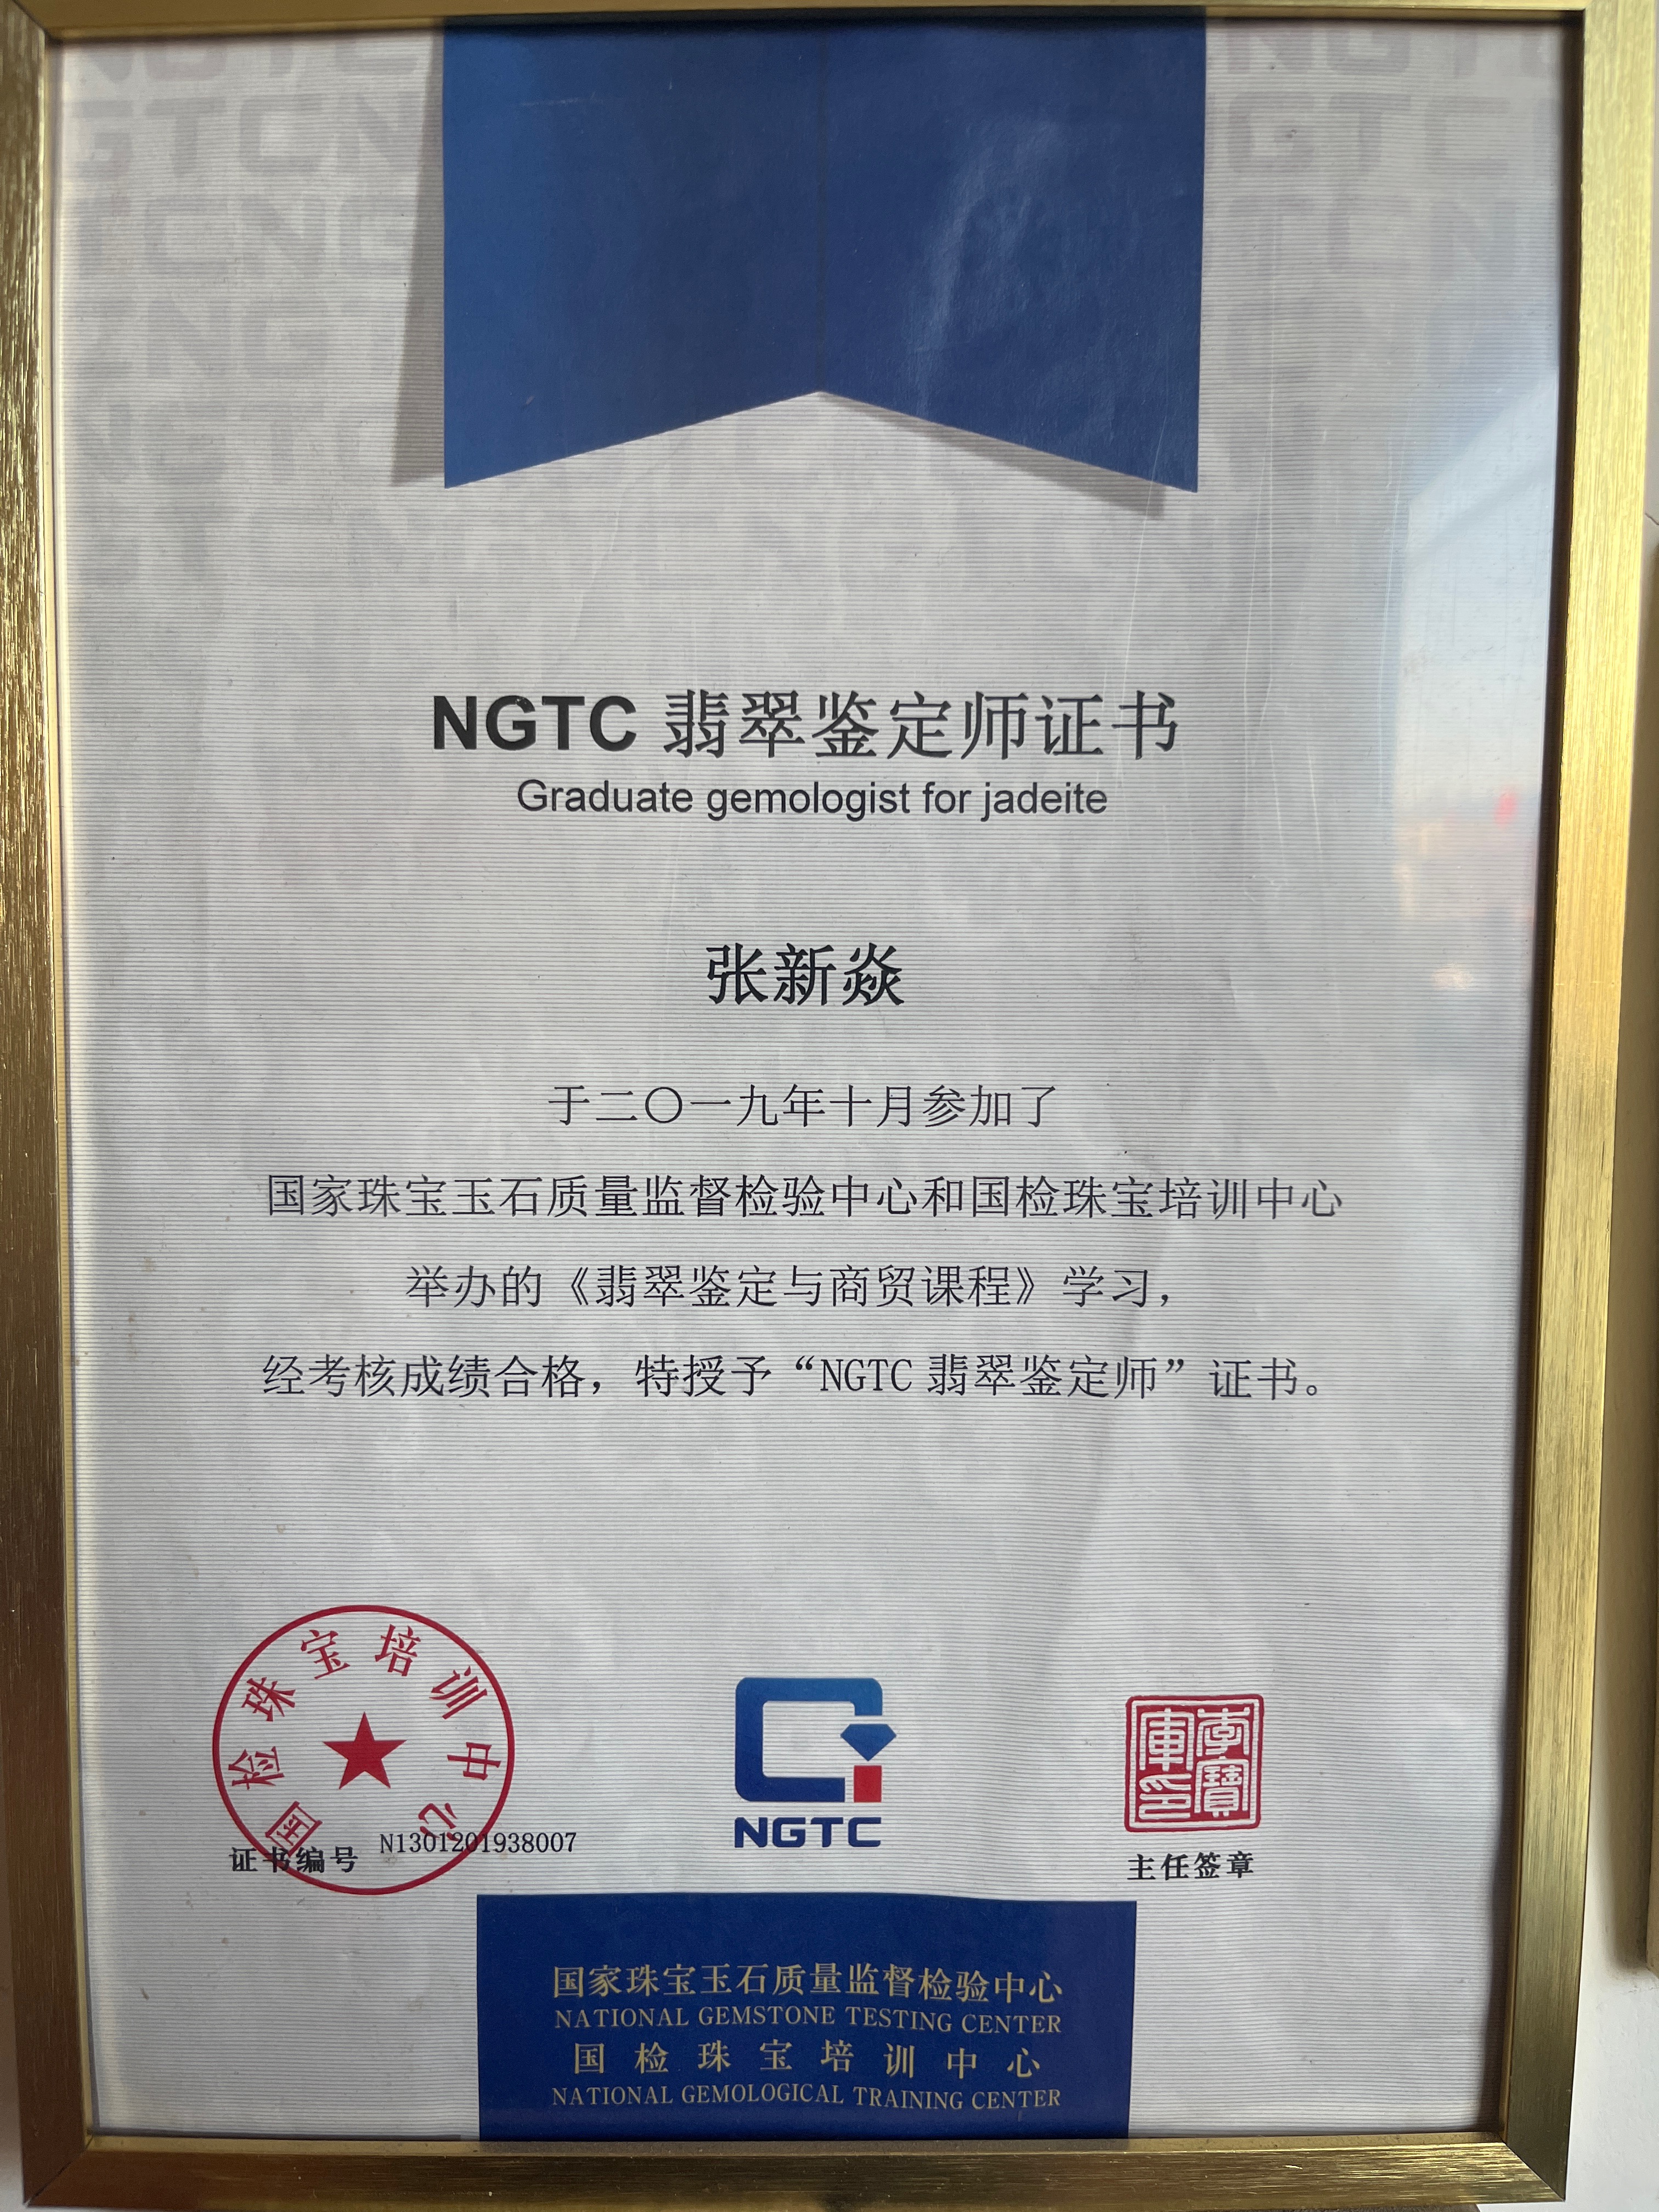 NGTC 翡翠鉴定师证书
Graduate gemologist for jadeite
张新焱
于二〇一九年十月参加了
国家珠宝玉石质量监督检验中心和国检珠宝培训中心
举办的《翡翠鉴定与商贸课程》学习，
经考核成绩合格，特授予“NGTC 翡翠鉴定师”证书。
国检珠宝培训中心
证书编号 N1301201938007
NGTC
李寶軍印
主任签章
国家珠宝玉石质量监督检验中心
NATIONAL GEMSTONE TESTING CENTER
国检珠宝培训中心
NATIONAL GEMOLOGICAL TRAINING CENTER